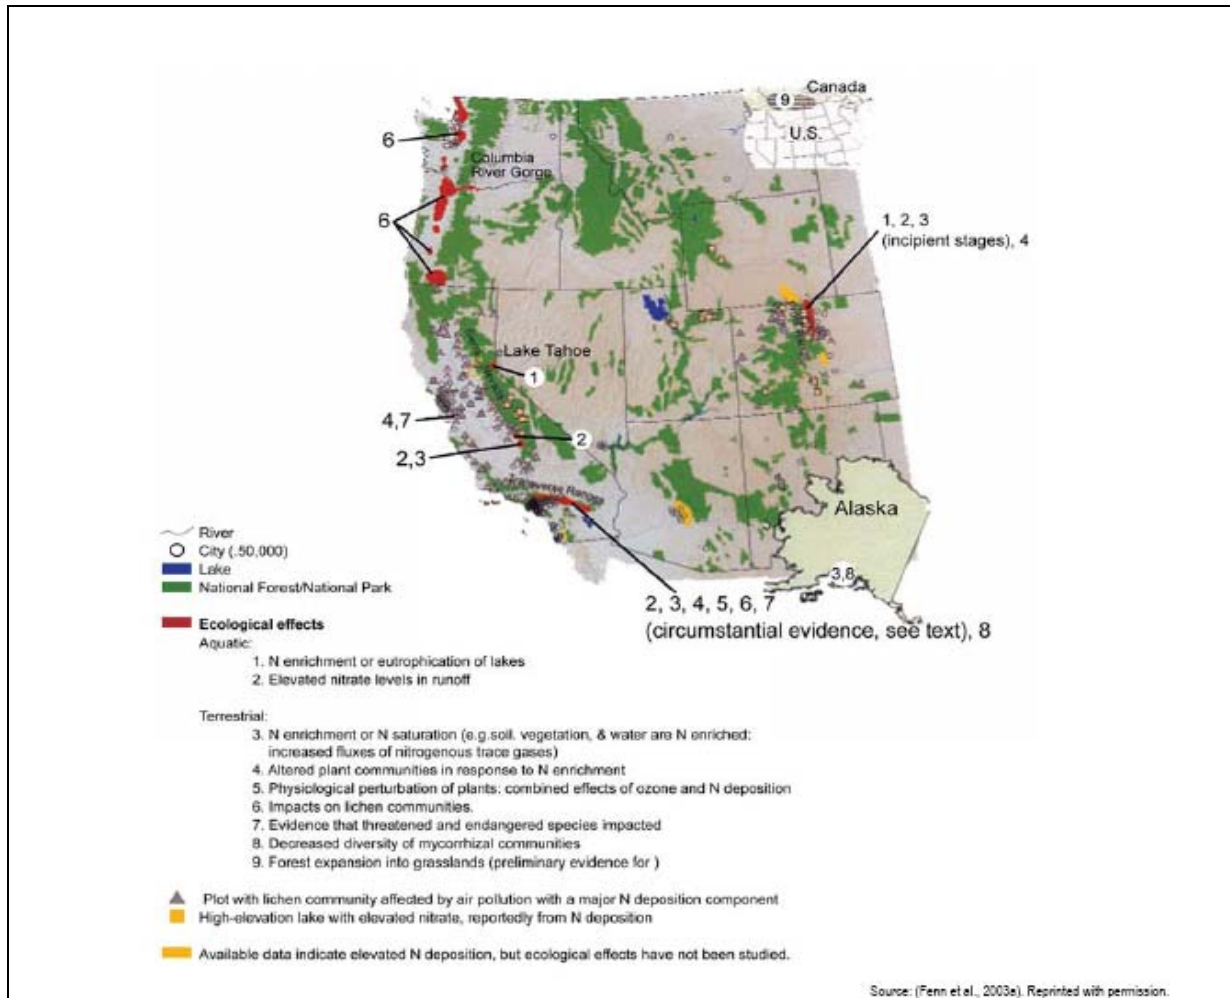 Canada
9
U.S.
6
Columbia
River Gorge
6
1, 2, 3
(incipient stages), 4
Lake Tahoe
1
4,7
2
2,3
Transverse Ranges
Alaska
3,8
2, 3, 4, 5, 6, 7
(circumstantial evidence, see text), 8
River
City (.50,000)
Lake
National Forest/National Park
Ecological effects
Aquatic:
1. N enrichment or eutrophication of lakes
2. Elevated nitrate levels in runoff
Terrestrial:
3. N enrichment or N saturation (e.g.soil. vegetation, & water are N enriched:
increased fluxes of nitrogenous trace gases)
4. Altered plant communities in response to N enrichment
5. Physiological perturbation of plants: combined effects of ozone and N deposition
6. Impacts on lichen communities.
7. Evidence that threatened and endangered species impacted
8. Decreased diversity of mycorrhizal communities
9. Forest expansion into grasslands (preliminary evidence for )
Plot with lichen community affected by air pollution with a major N deposition component
High-elevation lake with elevated nitrate, reportedly from N deposition
Available data indicate elevated N deposition, but ecological effects have not been studied.
Source: (Fenn et al., 2003a). Reprinted with permission.